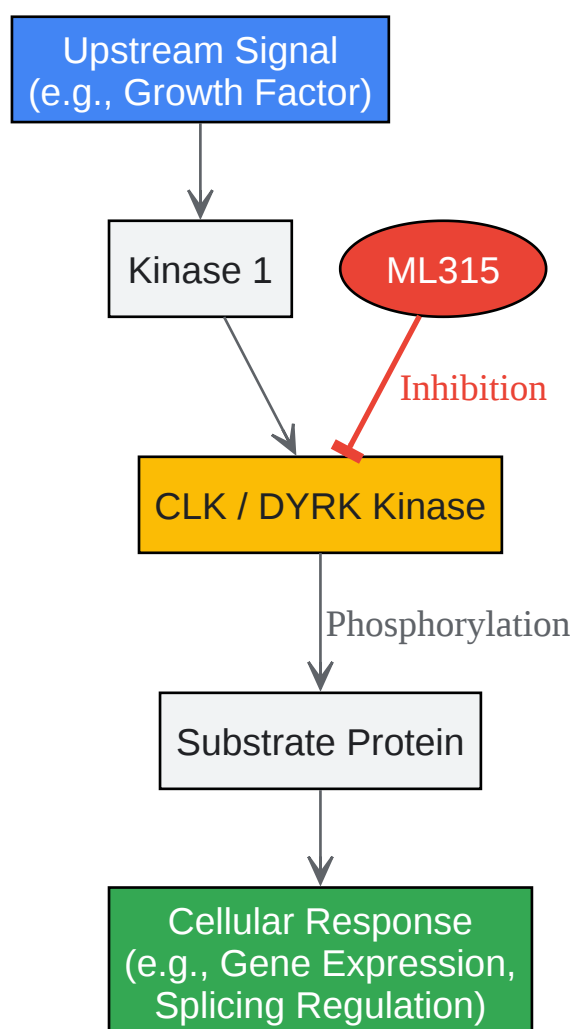 Upstream Signal
(e.g., Growth Factor)
Kinase 1
ML315
Inhibition
CLK / DYRK Kinase
Phosphorylation
Substrate Protein
Cellular Response
(e.g., Gene Expression,
Splicing Regulation)